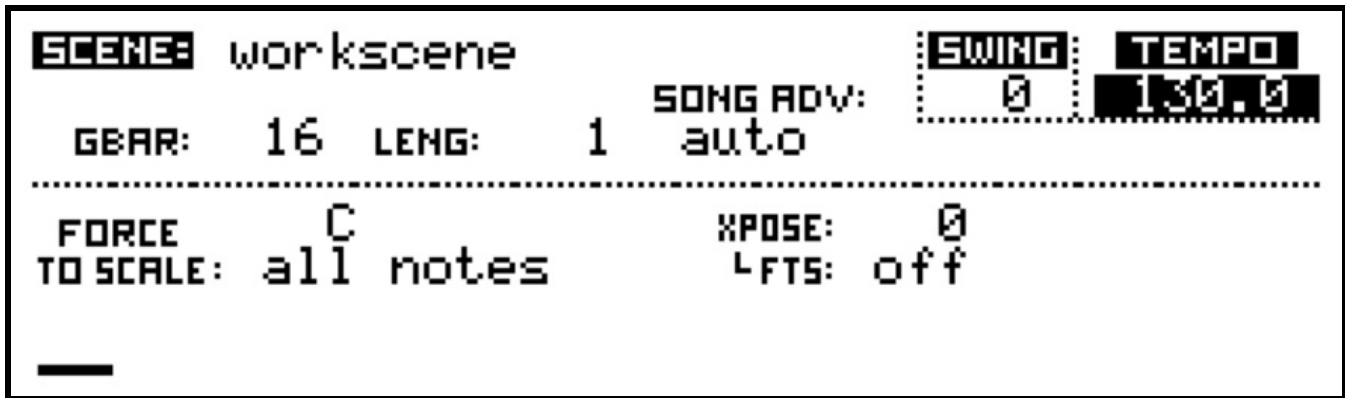 SCENE: workscene SWING TEMPO
SONG ADV: 0 130.0
GBAR: 16 LENG: 1 auto
FORCE C XPOSE: 0
TO SCALE: all notes FTS: off